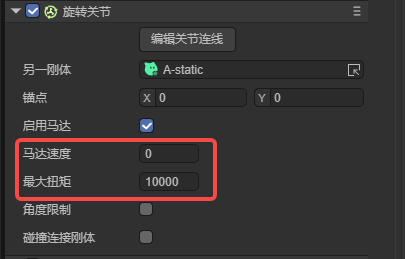 旋转关节
编辑关节连线
另一刚体 A-static
锚点 X 0 Y 0
启用马达
马达速度 0
最大扭矩 10000
角度限制
碰撞连接刚体